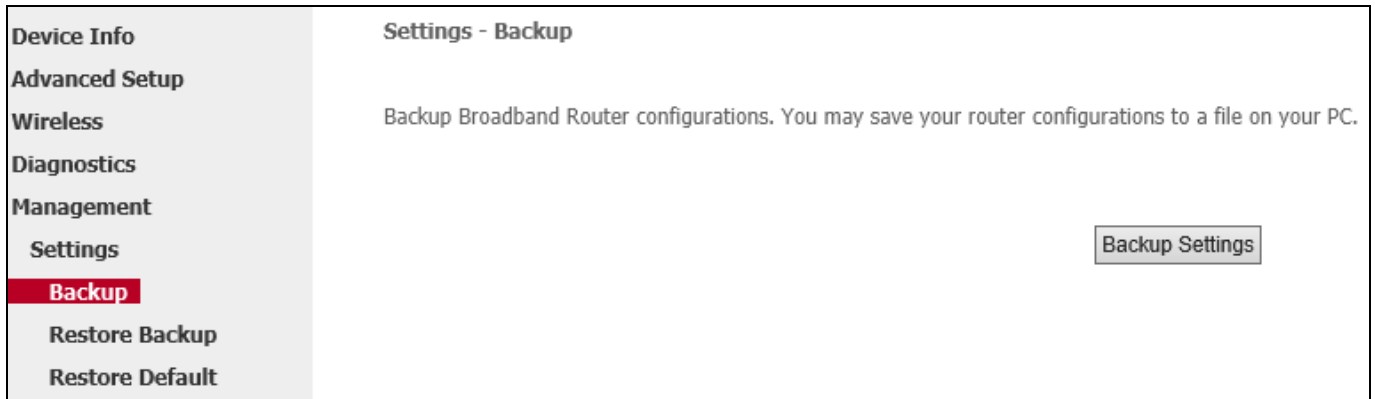 Device Info
Advanced Setup
Wireless
Diagnostics
Management
Settings
Backup
Restore Backup
Restore Default
Settings - Backup
Backup Broadband Router configurations. You may save your router configurations to a file on your PC.
Backup Settings